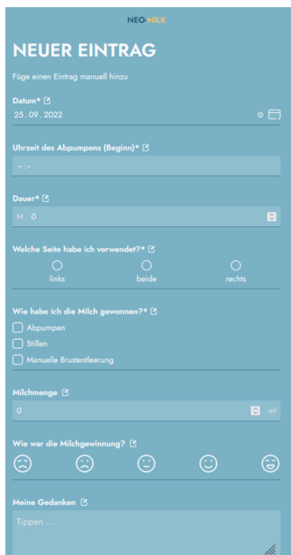 NEO MILK
NEUER EINTRAG
Füge einen Eintrag manuell hinzu
Datum*
25.09.2022
Uhrzeit des Abpumpens (Beginn)*
-:-
Dauer*
M 0
Welche Seite habe ich verwendet?*
links beide rechts
Wie habe ich die Milch gewonnen?*
Abpumpen
Stillen
Manuelle Brustentleerung
Milchmenge
0 ml
Wie war die Milchgewinnung?
Meine Gedanken
Tippen ...